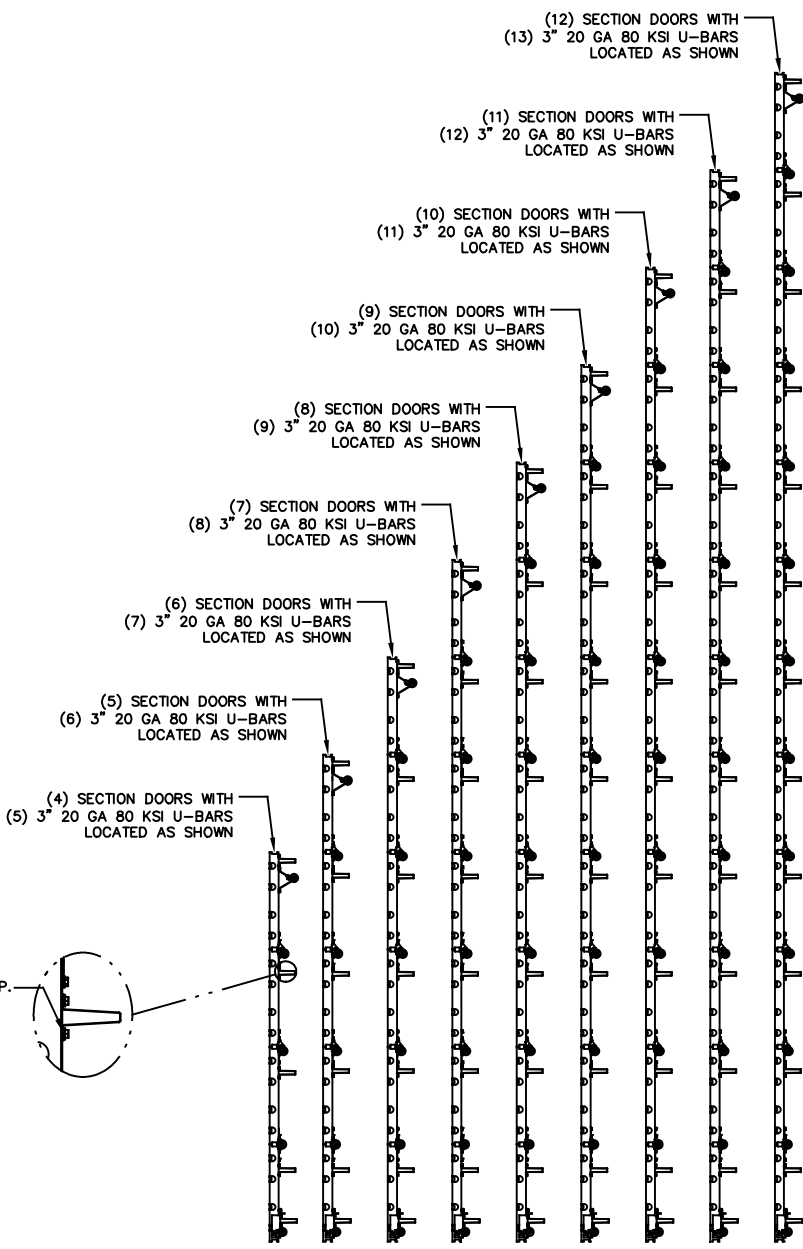 (12) SECTION DOORS WITH
(13) 3" 20 GA 80 KSI U-BARS
LOCATED AS SHOWN
(11) SECTION DOORS WITH
(12) 3" 20 GA 80 KSI U-BARS
LOCATED AS SHOWN
(10) SECTION DOORS WITH
(11) 3" 20 GA 80 KSI U-BARS
LOCATED AS SHOWN
(9) SECTION DOORS WITH
(10) 3" 20 GA 80 KSI U-BARS
LOCATED AS SHOWN
(8) SECTION DOORS WITH
(9) 3" 20 GA 80 KSI U-BARS
LOCATED AS SHOWN
(7) SECTION DOORS WITH
(8) 3" 20 GA 80 KSI U-BARS
LOCATED AS SHOWN
(6) SECTION DOORS WITH
(7) 3" 20 GA 80 KSI U-BARS
LOCATED AS SHOWN
(5) SECTION DOORS WITH
(6) 3" 20 GA 80 KSI U-BARS
LOCATED AS SHOWN
(4) SECTION DOORS WITH
(5) 3" 20 GA 80 KSI U-BARS
LOCATED AS SHOWN
P.